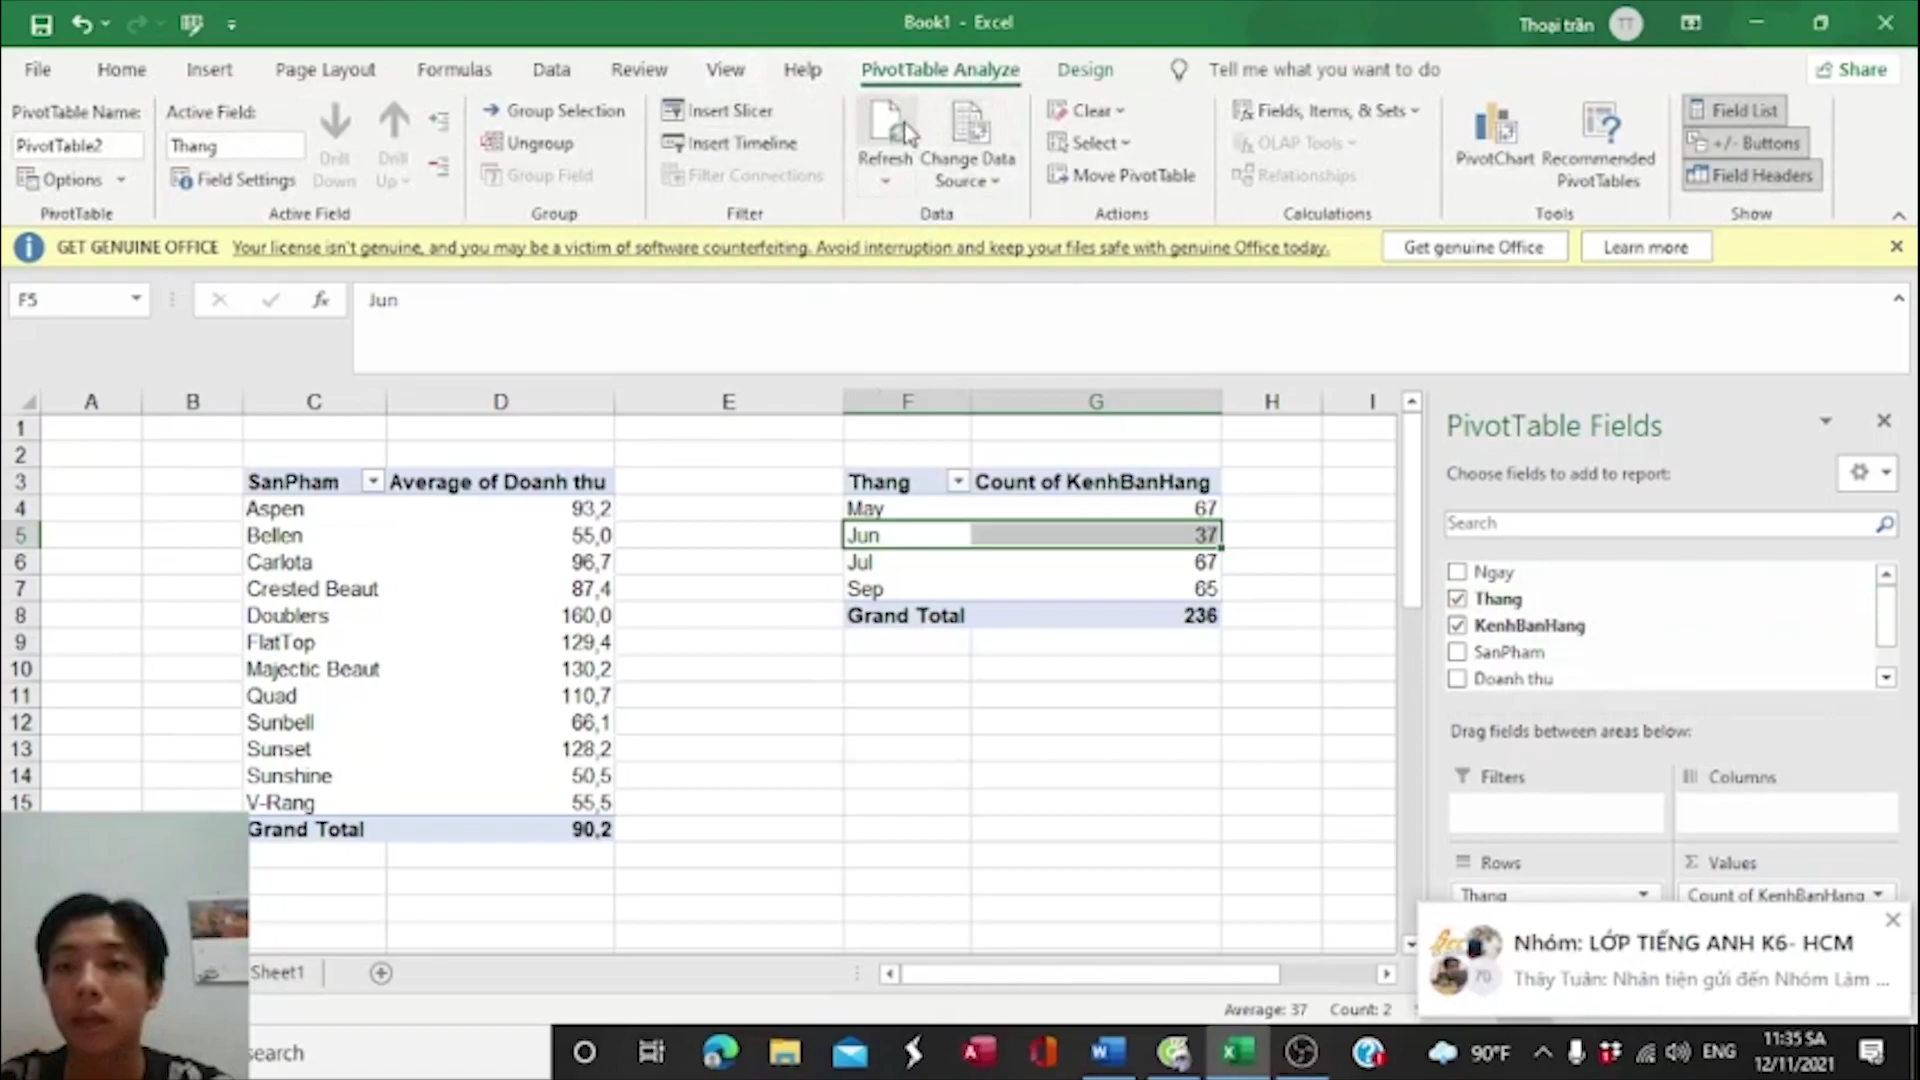 Book1 - Excel
Thoại trần
TT
File Home Insert Page Layout Formulas Data Review View Help PivotTable Analyze Design Tell me what you want to do Share
PivotTable Name:
PivotTable2
Options
PivotTable
Active Field:
Thang
Field Settings
Drill Down
Drill Up
Active Field
Group Selection
Ungroup
Group Field
Group
Insert Slicer
Insert Timeline
Filter Connections
Filter
Refresh
Change Data Source
Data
Clear
Select
Move PivotTable
Actions
Fields, Items, & Sets
OLAP Tools
Relationships
Calculations
PivotChart
Recommended PivotTables
Tools
Field List
+/- Buttons
Field Headers
Show
GET GENUINE OFFICE Your license isn't genuine, and you may be a victim of software counterfeiting. Avoid interruption and keep your files safe with genuine Office today. Get genuine Office Learn more
F5 fx Jun
A B C D E F G H I
1
2
3 SanPham Average of Doanh thu Thang Count of KenhBanHang
4 Aspen 93,2 May 67
5 Bellen 55,0 Jun 37
6 Carlota 96,7 Jul 67
7 Crested Beaut 87,4 Sep 65
8 Doublers 160,0 Grand Total 236
9 FlatTop 129,4
10 Majectic Beaut 130,2
11 Quad 110,7
12 Sunbell 66,1
13 Sunset 128,2
14 Sunshine 50,5
15 V-Rang 55,5
Grand Total 90,2
PivotTable Fields
Choose fields to add to report:
Search
Ngay
Thang
KenhBanHang
SanPham
Doanh thu
Drag fields between areas below:
Filters Columns
Rows Values
Thang Count of KenhBanHang
Nhóm: LỚP TIẾNG ANH K6- HCM
Thầy Tuân: Nhân tiện gửi đến Nhóm Làm ...
70
Sheet1
Average: 37 Count: 2
search
90°F ENG
11:35 SA
12/11/2021